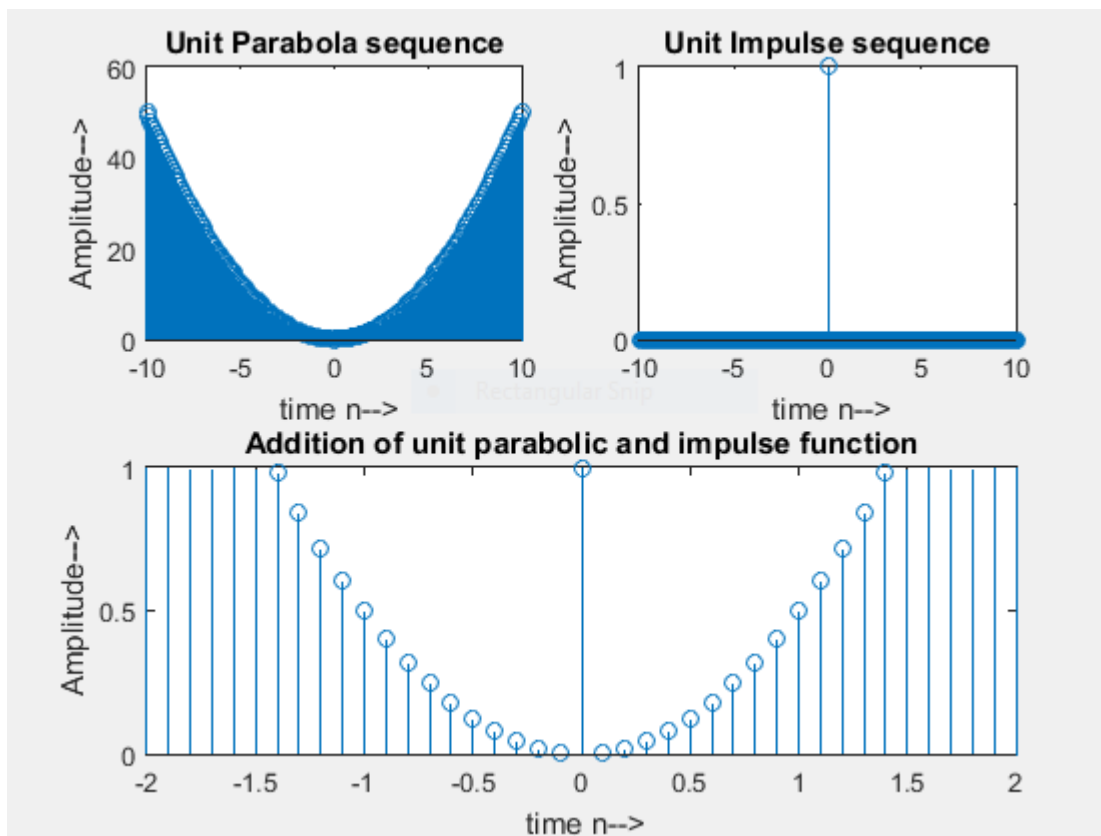 Unit Parabola sequence
60
40
20
0
Amplitude-->
-10
-5
0
5
10
time n-->
Unit Impulse sequence
1
0.5
0
Amplitude-->
-10
-5
0
5
10
time n-->
Rectangular Snip
Addition of unit parabolic and impulse function
1
0.5
0
Amplitude-->
-2
-1.5
-1
-0.5
0
0.5
1
1.5
2
time n-->